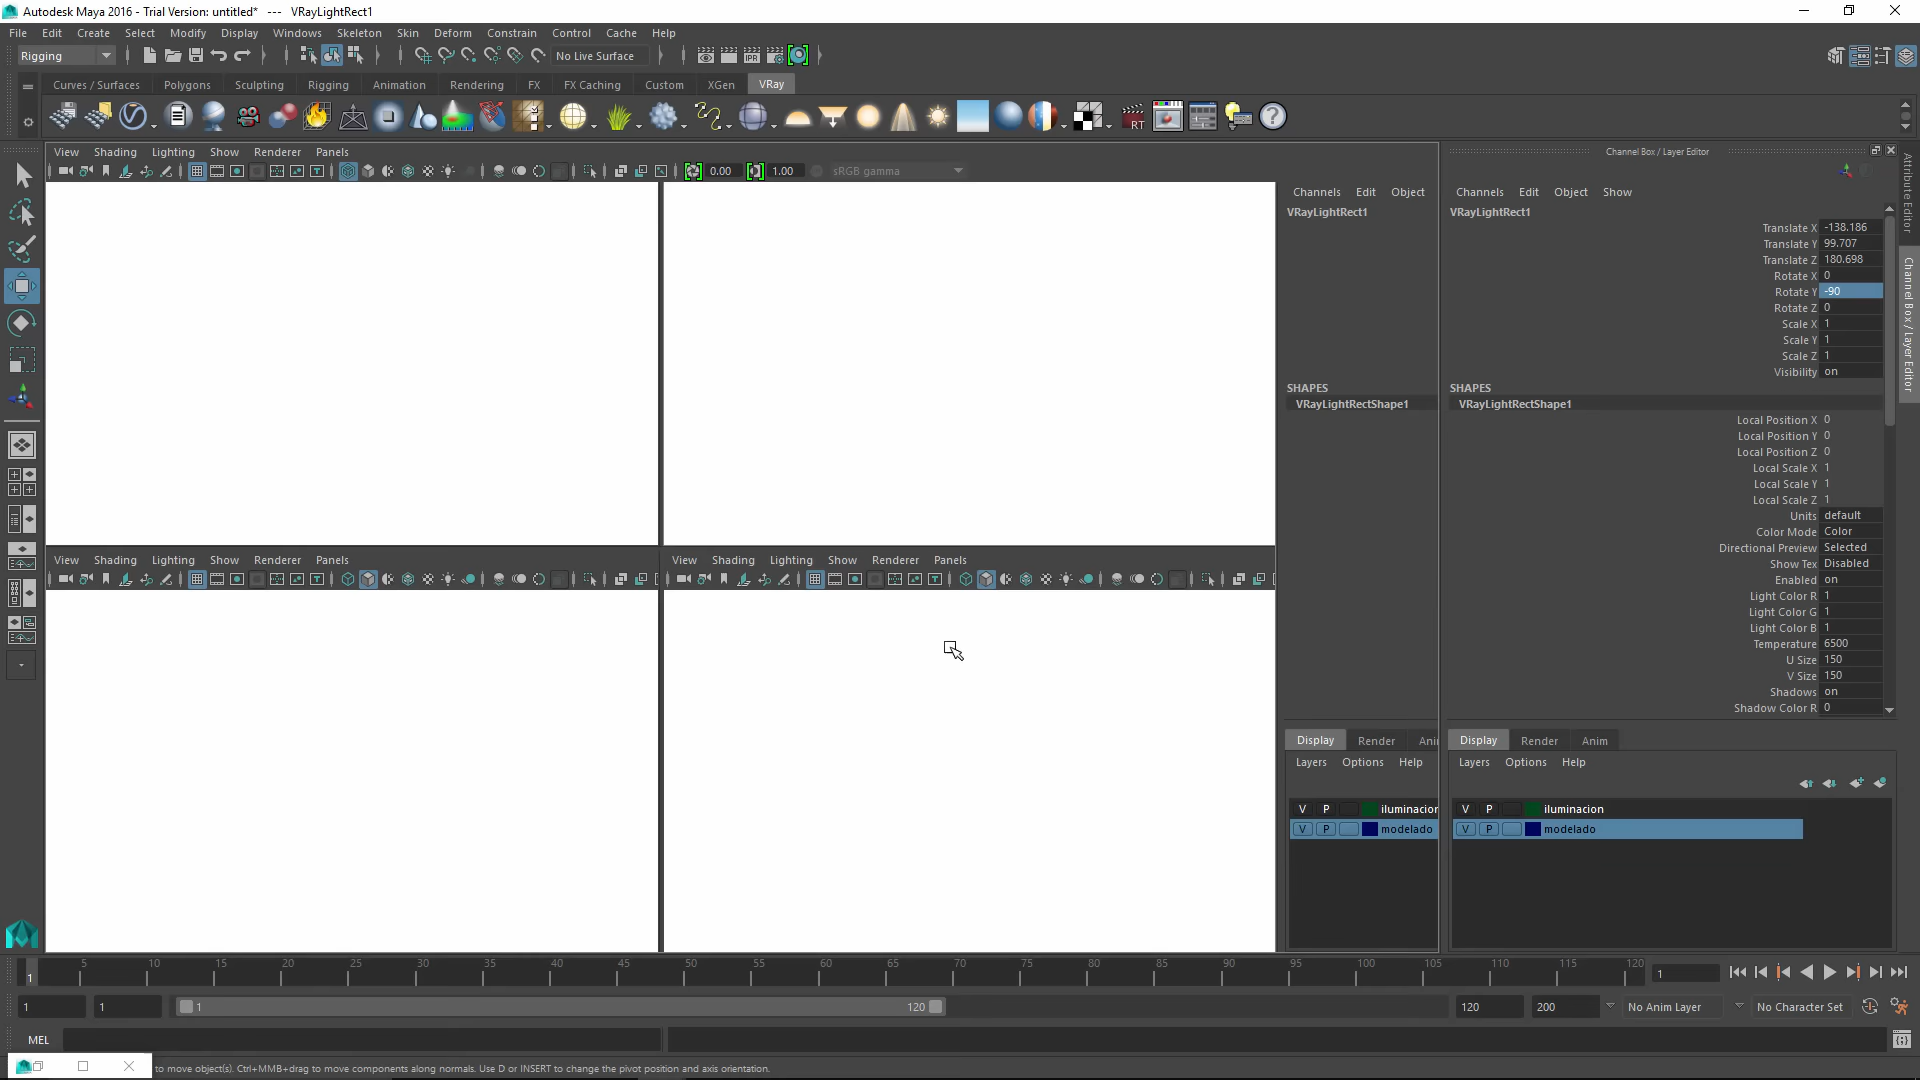 Autodesk Maya 2016 - Trial Version: untitled*   ---   VRayLightRect1
File Edit Create Select Modify Display Windows Skeleton Skin Deform Constrain Control Cache Help
Rigging
No Live Surface
Curves / Surfaces Polygons Sculpting Rigging Animation Rendering FX FX Caching Custom XGen VRay
IPR
RT
View Shading Lighting Show Renderer Panels
0.00 1.00 sRGB gamma
View Shading Lighting Show Renderer Panels
View Shading Lighting Show Renderer Panels
Channels Edit Object
VRayLightRect1
SHAPES
VRayLightRectShape1
Display Render Ani
Layers Options Help
V P iluminacion
V P modelado
Channel Box / Layer Editor
Channels Edit Object Show
VRayLightRect1
Translate X -138.186
Translate Y 99.707
Translate Z 180.698
Rotate X 0
Rotate Y -90
Rotate Z 0
Scale X 1
Scale Y 1
Scale Z 1
Visibility on
SHAPES
VRayLightRectShape1
Local Position X 0
Local Position Y 0
Local Position Z 0
Local Scale X 1
Local Scale Y 1
Local Scale Z 1
Units default
Color Mode Color
Directional Preview Selected
Show Tex Disabled
Enabled on
Light Color R 1
Light Color G 1
Light Color B 1
Temperature 6500
U Size 150
V Size 150
Shadows on
Shadow Color R 0
Display Render Anim
Layers Options Help
V P iluminacion
V P modelado
Attribute Editor
Channel Box / Layer Editor
1 5 10 15 20 25 30 35 40 45 50 55 60 65 70 75 80 85 90 95 100 105 110 115 120 1
1 1 1 120 120 200 No Anim Layer No Character Set
MEL
to move object(s). Ctrl+MMB+drag to move components along normals. Use D or INSERT to change the pivot position and axis orientation.